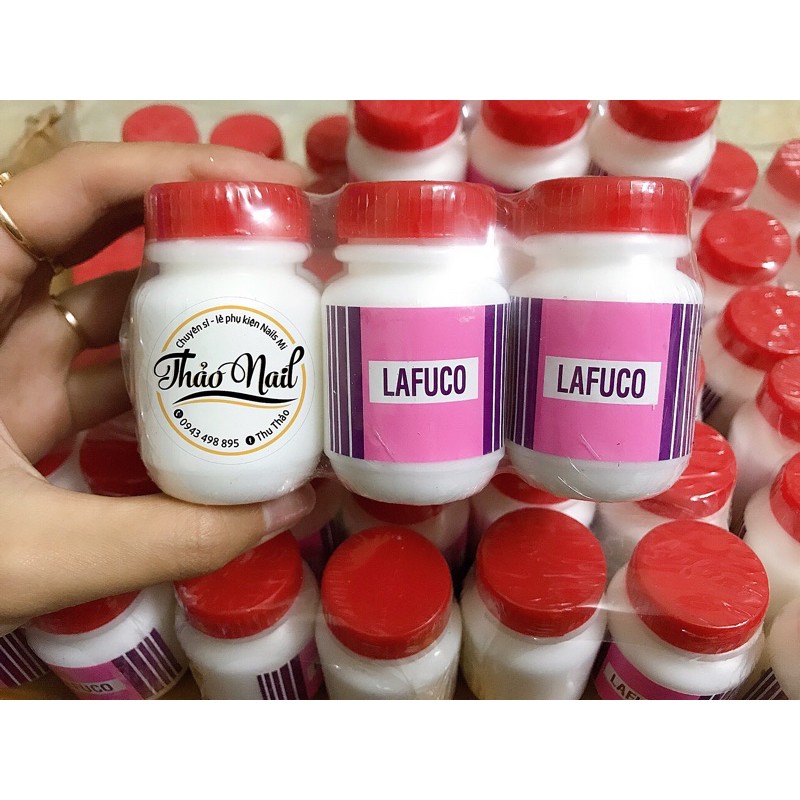 Chuyên sỉ - lẻ phụ kiện Nails Mi
Thảo Nail
0943 498 895
Thu Thảo
LAFUCO
LAFUCO
LAFUCO